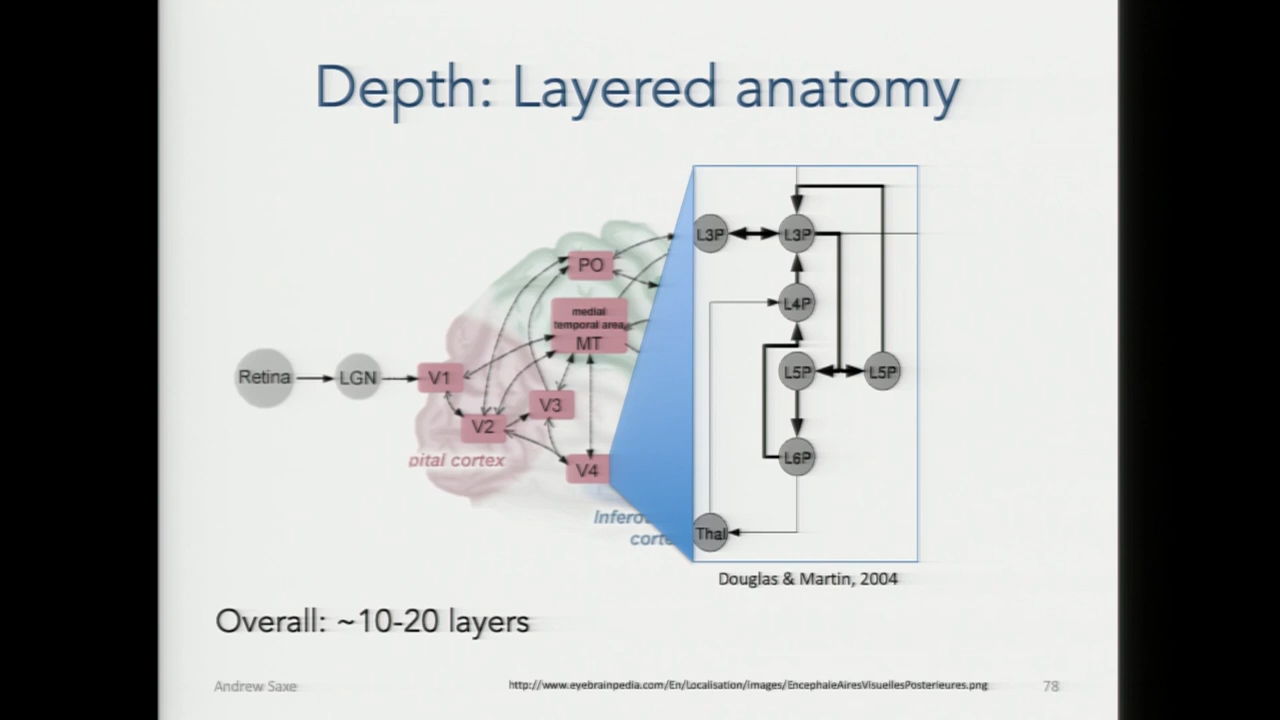 Depth: Layered anatomy
L3P
L3P
PO
L4P
medial
temporal area
MT
Retina
LGN
V1
L5P
L5P
V3
V2
pital cortex
V4
L6P
Thal
Douglas & Martin, 2004
Overall: ~10-20 layers
Andrew Saxe
http://www.eyebrainpedia.com/En/Localisation/images/EncephaleAiresVisuellesPosterieures.png
78